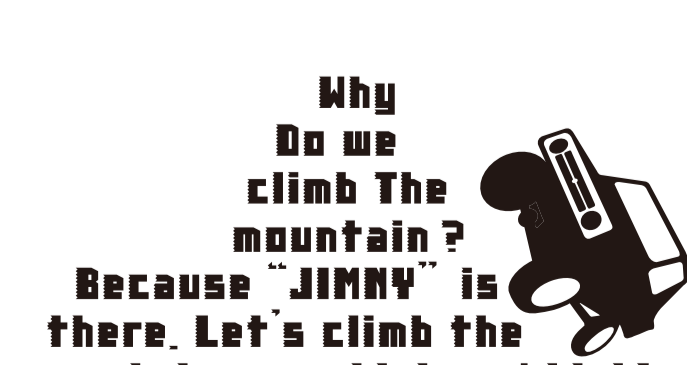 Why
Do we
climb The
mountain ?
Because “JIMNY” is
there. Let's climb the